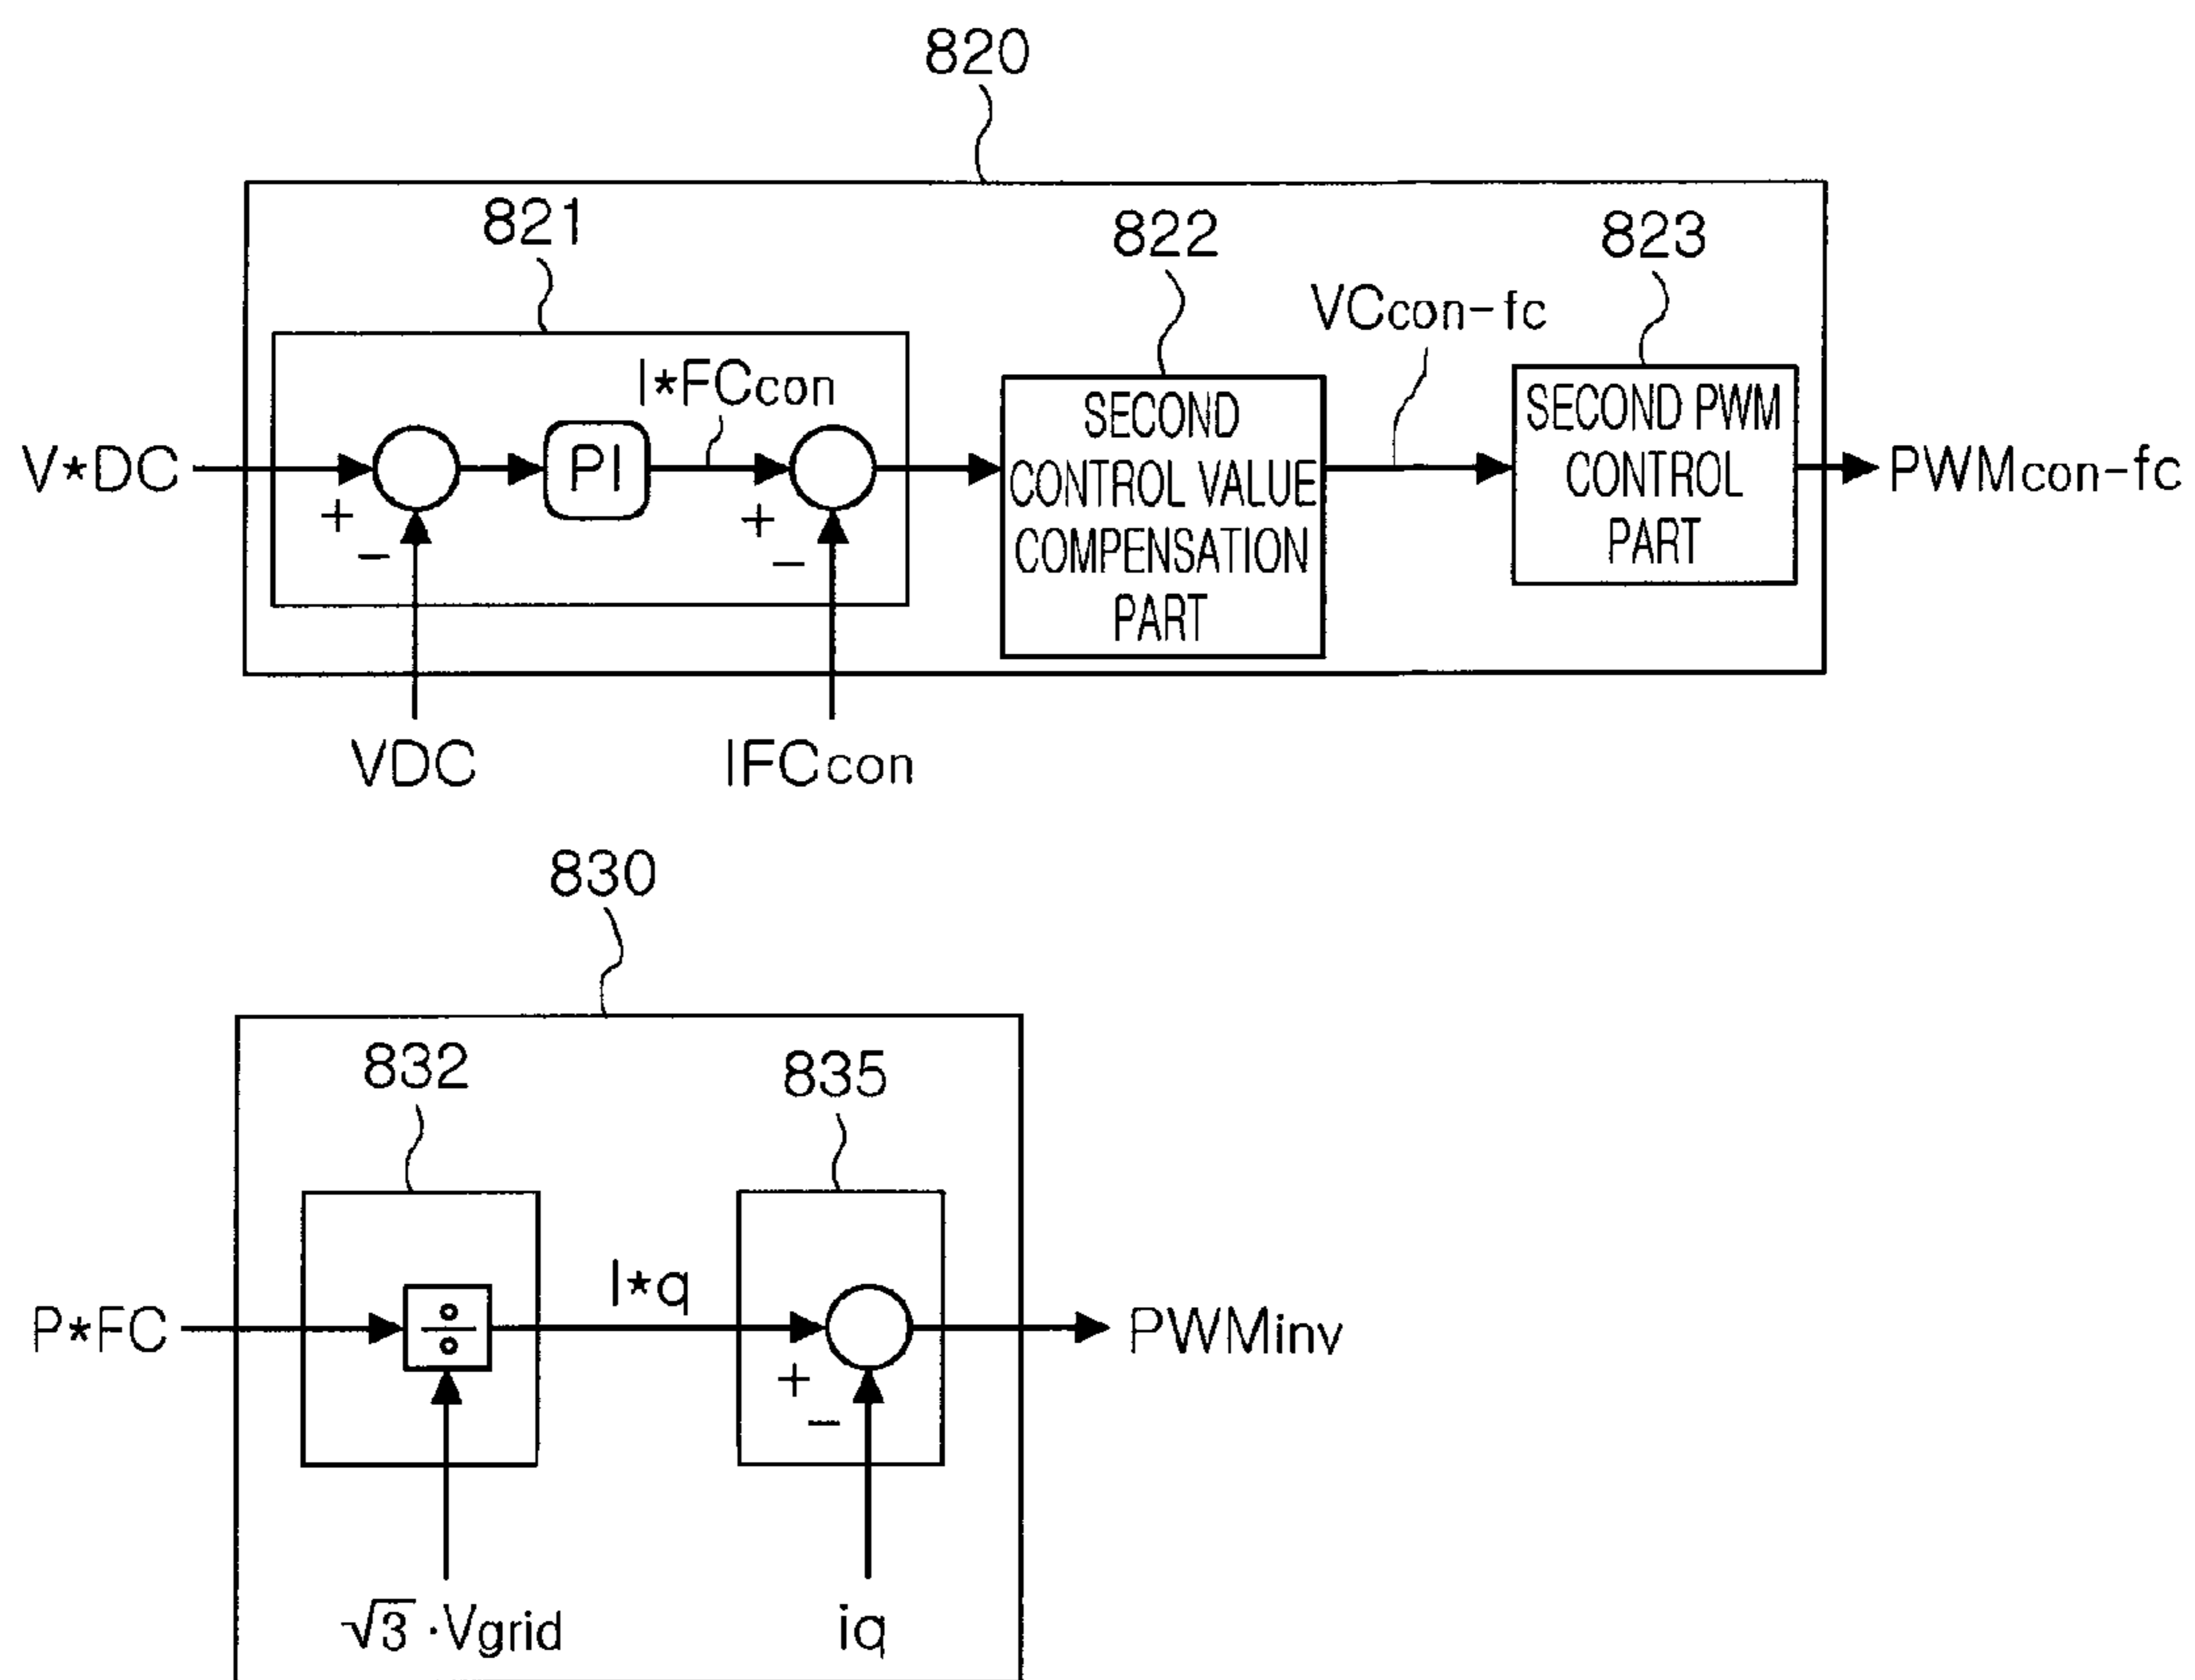 820
821
822
823
VCcon-fc
I*FCcon
SECOND
CONTROL VALUE
COMPENSATION
PART
SECOND PWM
CONTROL
PART
V*DC
PI
PWMcon-fc
+
−
+
−
VDC
IFCcon
830
832
835
I*q
P*FC
÷
PWMinv
+
−
√3 ·Vgrid
iq